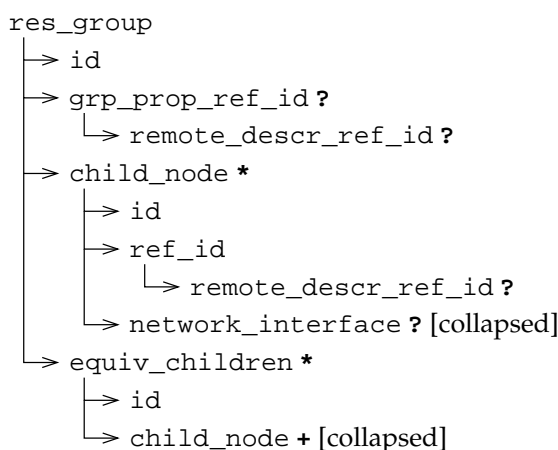 res_group
id
grp_prop_ref_id ?
remote_descr_ref_id ?
child_node *
id
ref_id
remote_descr_ref_id ?
network_interface ? [collapsed]
equiv_children *
id
child_node + [collapsed]